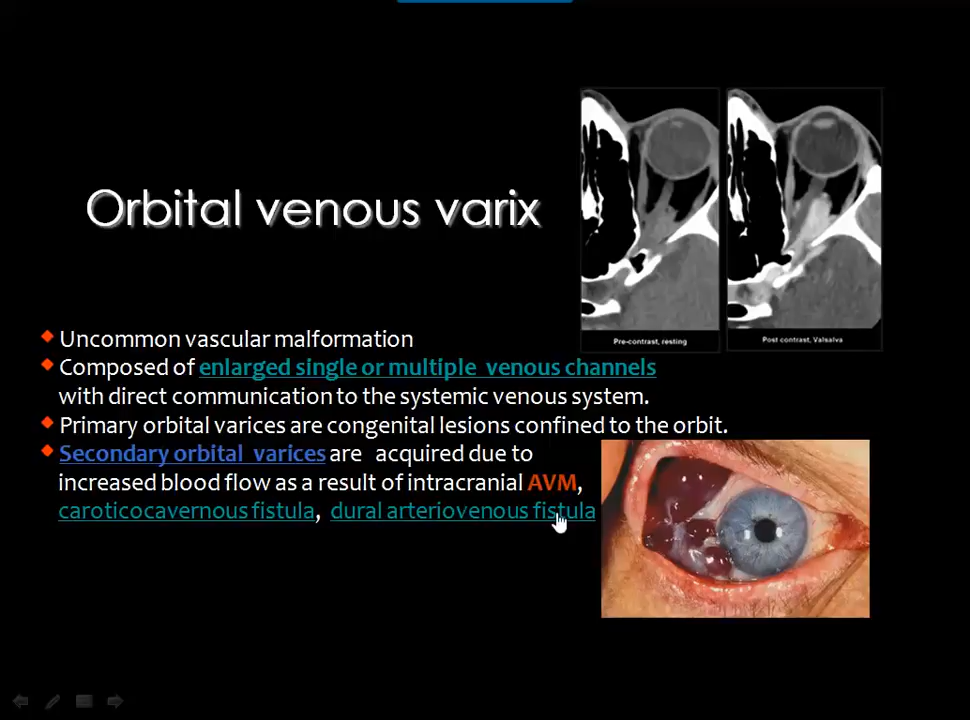 Orbital venous varix
Pre-contrast, resting
Post contrast, Valsalva
Uncommon vascular malformation
Composed of enlarged single or multiple venous channels
with direct communication to the systemic venous system.
Primary orbital varices are congenital lesions confined to the orbit.
Secondary orbital varices are acquired due to
increased blood flow as a result of intracranial AVM,
caroticocavernous fistula, dural arteriovenous fistula